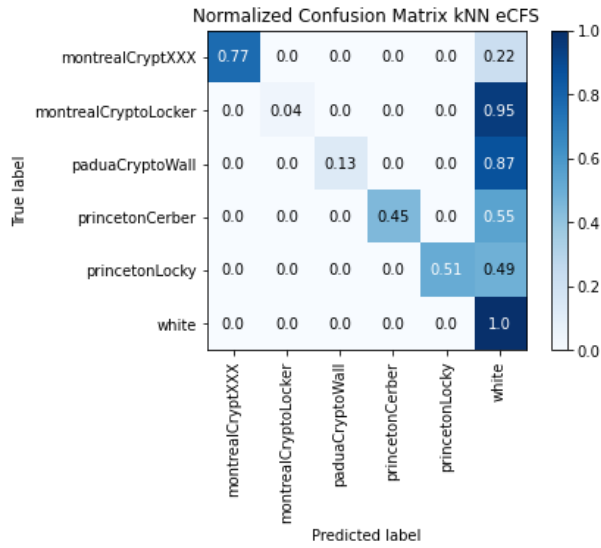 Normalized Confusion Matrix kNN eCFS
montrealCryptXXX 0.77 0.0 0.0 0.0 0.0 0.22
montrealCryptoLocker 0.0 0.04 0.0 0.0 0.0 0.95
paduaCryptoWall 0.0 0.0 0.13 0.0 0.0 0.87
princetonCerber 0.0 0.0 0.0 0.45 0.0 0.55
princetonLocky 0.0 0.0 0.0 0.0 0.51 0.49
white 0.0 0.0 0.0 0.0 0.0 1.0
True label
montrealCryptXXX
montrealCryptoLocker
paduaCryptoWall
princetonCerber
princetonLocky
white
Predicted label
1.0
0.8
0.6
0.4
0.2
0.0